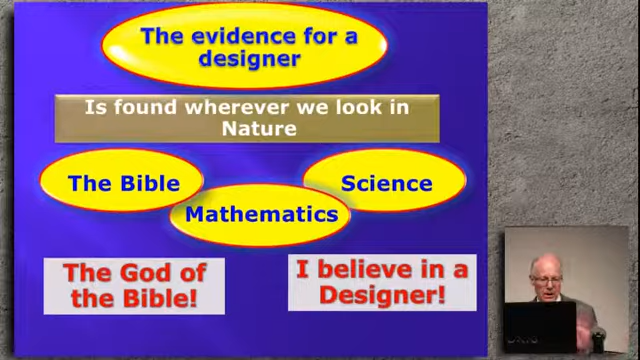 The evidence for a
designer
Is found wherever we look in
Nature
The Bible
Science
Mathematics
The God of
the Bible!
I believe in a
Designer!